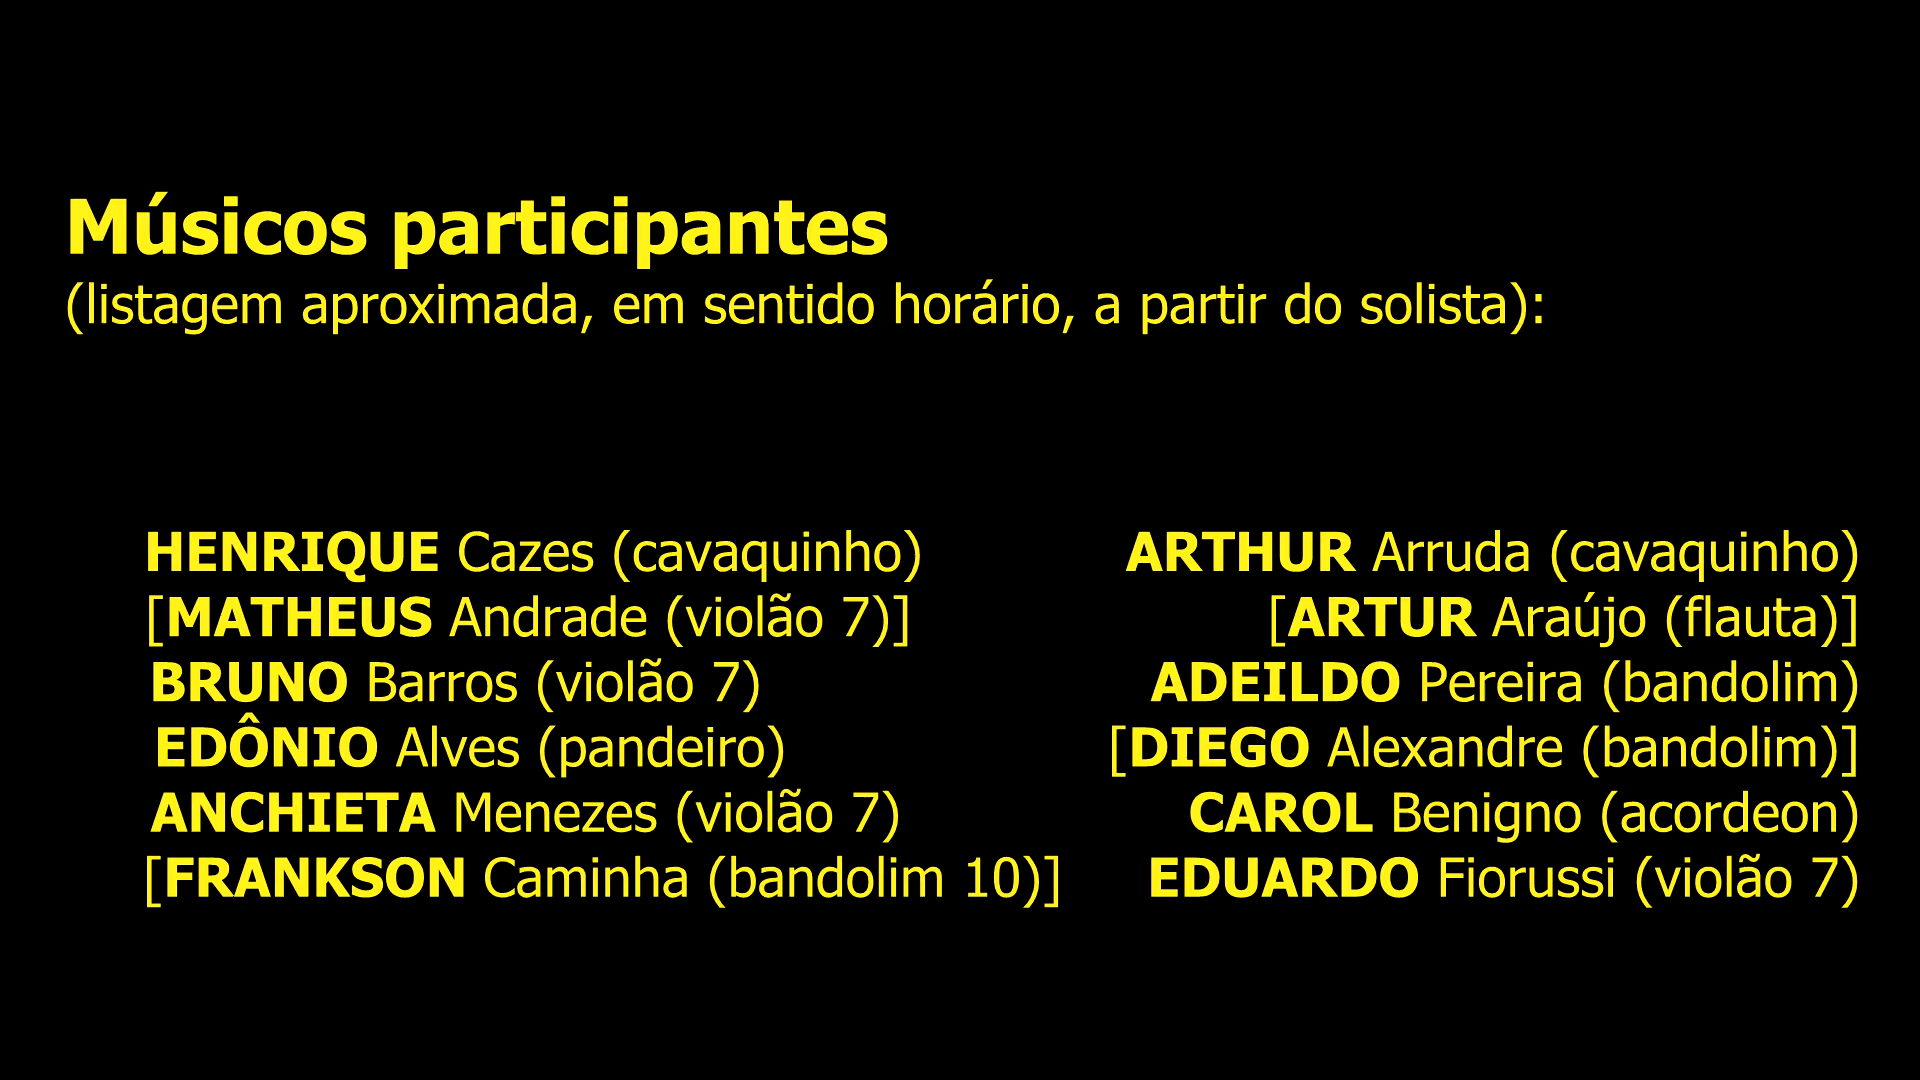 Músicos participantes
(listagem aproximada, em sentido horário, a partir do solista):
HENRIQUE Cazes (cavaquinho)
[MATHEUS Andrade (violão 7)]
BRUNO Barros (violão 7)
EDÔNIO Alves (pandeiro)
ANCHIETA Menezes (violão 7)
[FRANKSON Caminha (bandolim 10)]
ARTHUR Arruda (cavaquinho)
[ARTUR Araújo (flauta)]
ADEILDO Pereira (bandolim)
[DIEGO Alexandre (bandolim)]
CAROL Benigno (acordeon)
EDUARDO Fiorussi (violão 7)